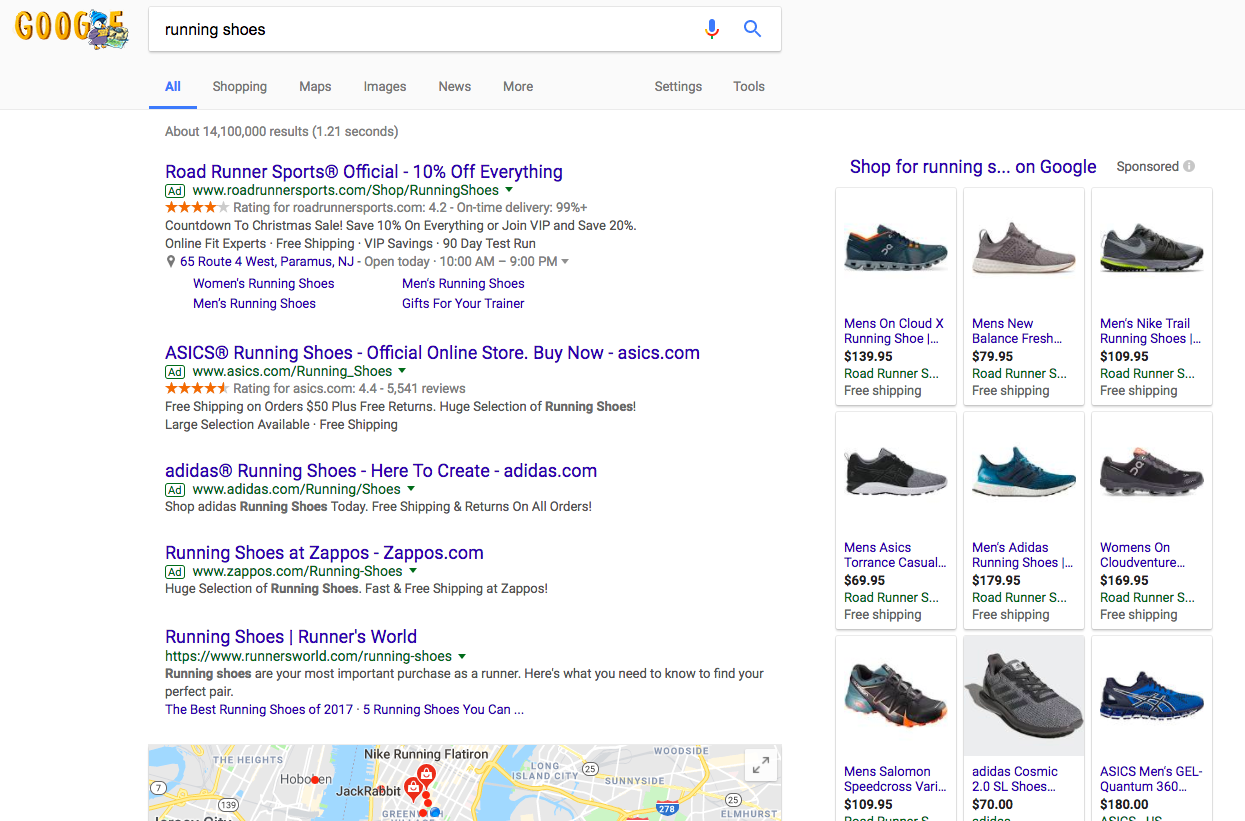 GOOGLE
running shoes
All Shopping Maps Images News More Settings Tools
About 14,100,000 results (1.21 seconds)
Road Runner Sports® Official - 10% Off Everything
Ad www.roadrunnersports.com/Shop/RunningShoes
Rating for roadrunnersports.com: 4.2 - On-time delivery: 99%+
Countdown To Christmas Sale! Save 10% On Everything or Join VIP and Save 20%.
Online Fit Experts · Free Shipping · VIP Savings · 90 Day Test Run
65 Route 4 West, Paramus, NJ - Open today · 10:00 AM – 9:00 PM
Women's Running Shoes Men's Running Shoes
Men's Running Shoes Gifts For Your Trainer
ASICS® Running Shoes - Official Online Store. Buy Now - asics.com
Ad www.asics.com/Running_Shoes
Rating for asics.com: 4.4 - 5,541 reviews
Free Shipping on Orders $50 Plus Free Returns. Huge Selection of Running Shoes!
Large Selection Available · Free Shipping
adidas® Running Shoes - Here To Create - adidas.com
Ad www.adidas.com/Running/Shoes
Shop adidas Running Shoes Today. Free Shipping & Returns On All Orders!
Running Shoes at Zappos - Zappos.com
Ad www.zappos.com/Running-Shoes
Huge Selection of Running Shoes. Fast & Free Shipping at Zappos!
Running Shoes | Runner's World
https://www.runnersworld.com/running-shoes
Running shoes are your most important purchase as a runner. Here's what you need to know to find your
perfect pair.
The Best Running Shoes of 2017 · 5 Running Shoes You Can ...
THE HEIGHTS
Hoboken
7
139
Nike Running Flatiron
JackRabbit
LONG
ISLAND CITY
25
WOODSIDE
SUNNYSIDE
278
25
ELMHURST
Jersey City
Shop for running s... on Google Sponsored
Mens On Cloud X
Running Shoe |...
$139.95
Road Runner S...
Free shipping
Mens New
Balance Fresh...
$79.95
Road Runner S...
Free shipping
Men's Nike Trail
Running Shoes |...
$109.95
Road Runner S...
Free shipping
Mens Asics
Torrance Casual...
$69.95
Road Runner S...
Free shipping
Men's Adidas
Running Shoes |...
$179.95
Road Runner S...
Free shipping
Womens On
Cloudventure...
$169.95
Road Runner S...
Free shipping
Mens Salomon
Speedcross Vari...
$109.95
Road Runner S...
adidas Cosmic
2.0 SL Shoes...
$70.00
adidas
ASICS Men's GEL-
Quantum 360...
$180.00
ASICS - US